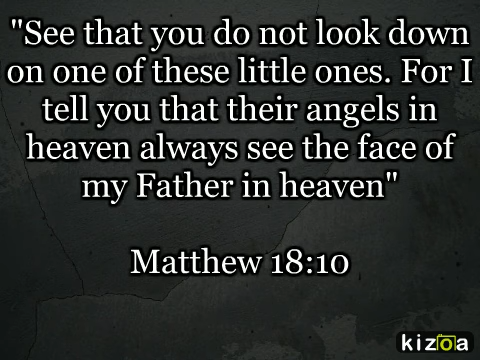 "See that you do not look down
on one of these little ones. For I
tell you that their angels in
heaven always see the face of
my Father in heaven"
Matthew 18:10
kizoa